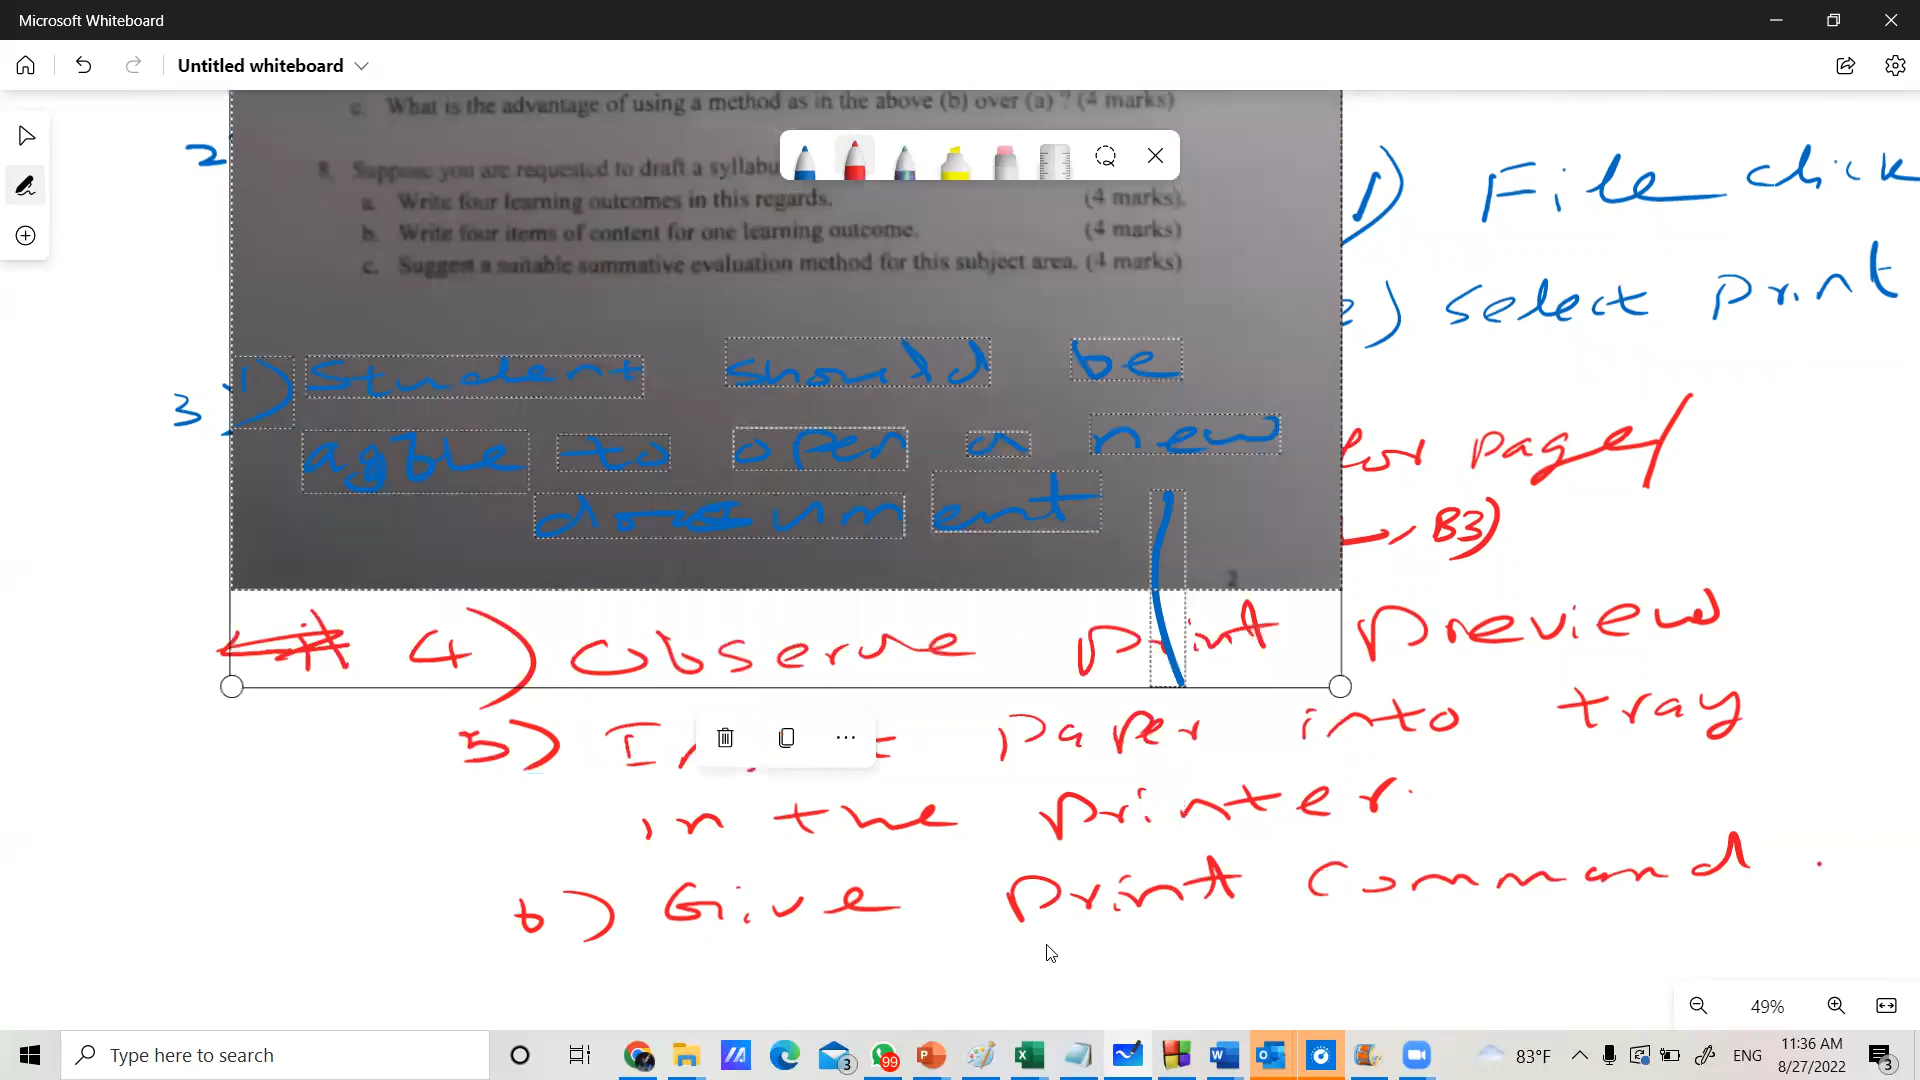 Microsoft Whiteboard
Untitled whiteboard
c. What is the advantage of using a method as in the above (b) over (a) ? (4 marks)
8. Suppose you are requested to draft a syllabu
a. Write four learning outcomes in this regards. (4 marks).
b. Write four items of content for one learning outcome. (4 marks)
c. Suggest a suitable summative evaluation method for this subject area. (4 marks)
2
1) File click
2) select print
3
1) Student should be
to open a new
document
2
page/
B3)
4) Observe print preview
5) paper into tray
in the printer.
6) Give print command.
49%
Type here to search
3
99
83°F
ENG
11:36 AM
8/27/2022
3